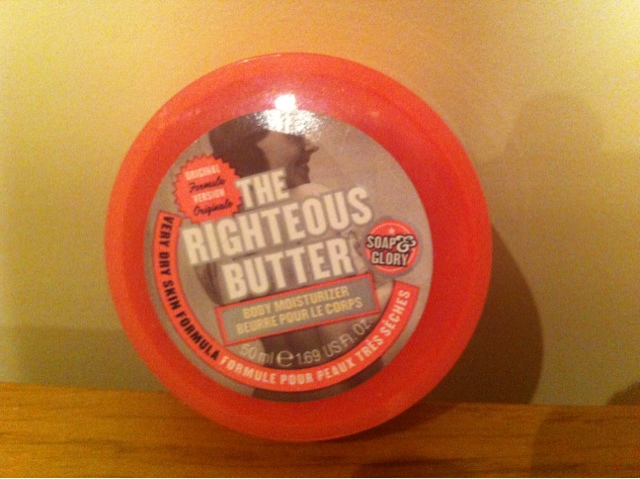 ORIGINAL
Formula
VERSION
Originale
THE
RIGHTEOUS
BUTTER
SOAP&
GLORY
BODY MOISTURIZER
BEURRE POUR LE CORPS
50 ml e 1.69 US.FL.OZ
VERY DRY SKIN FORMULA
FORMULE POUR PEAUX TRÈS SÈCHES